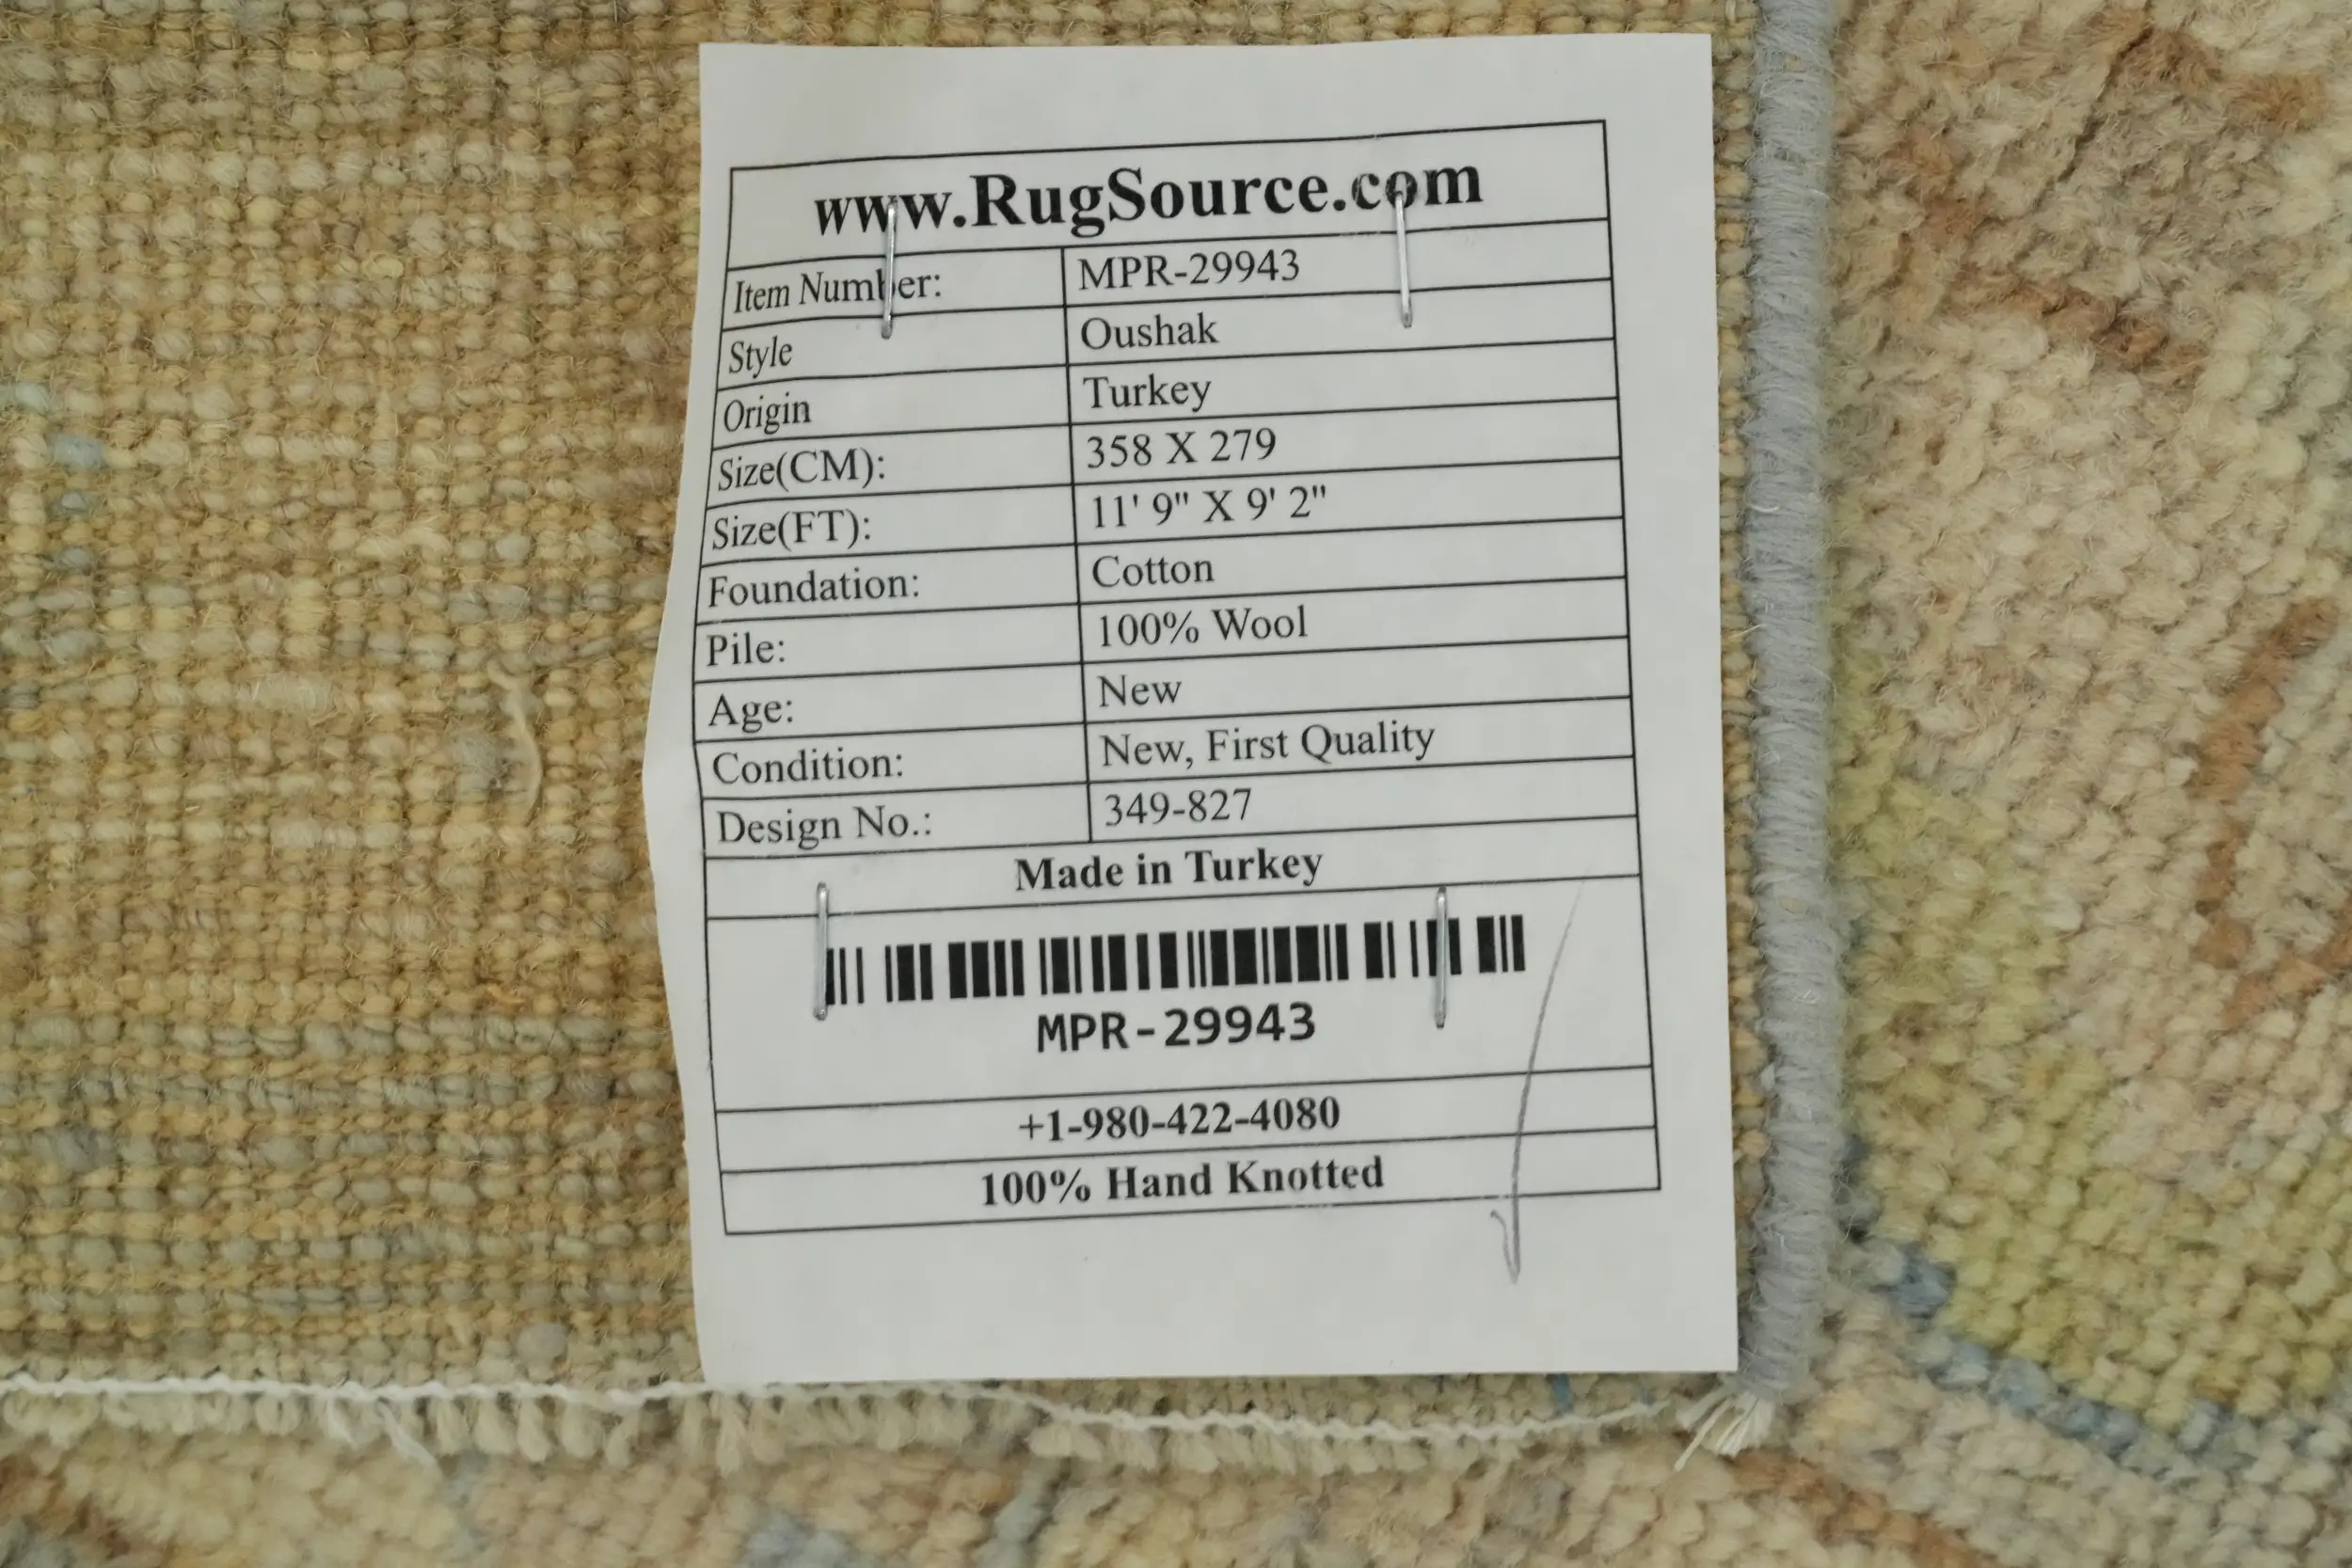 www.RugSource.com
Item Number: MPR-29943
Style Oushak
Origin Turkey
Size(CM): 358 X 279
Size(FT): 11' 9" X 9' 2"
Foundation: Cotton
Pile: 100% Wool
Age: New
Condition: New, First Quality
Design No.: 349-827
Made in Turkey
MPR-29943
+1-980-422-4080
100% Hand Knotted